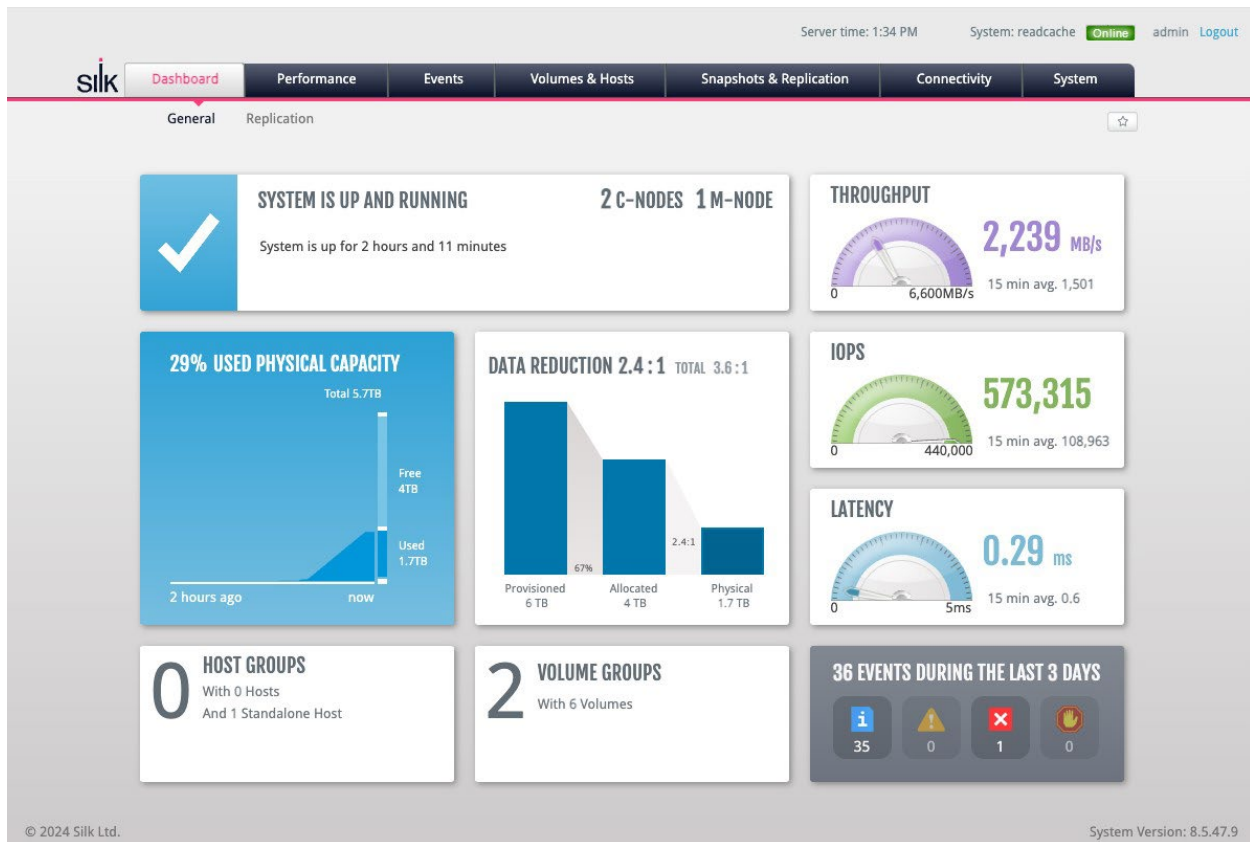 Server time: 1:34 PM System: readcache Online admin Logout
sılk Dashboard Performance Events Volumes & Hosts Snapshots & Replication Connectivity System
General Replication
SYSTEM IS UP AND RUNNING 2 C-NODES 1 M-NODE
System is up for 2 hours and 11 minutes
THROUGHPUT
2,239 MB/s
15 min avg. 1,501
0 6,600MB/s
29% USED PHYSICAL CAPACITY
Total 5.7TB
Free
4TB
Used
1.7TB
2 hours ago now
DATA REDUCTION 2.4:1 TOTAL 3.6:1
67%
2.4:1
Provisioned Allocated Physical
6 TB 4 TB 1.7 TB
IOPS
573,315
15 min avg. 108,963
0 440,000
LATENCY
0.29 ms
15 min avg. 0.6
0 5ms
0 HOST GROUPS
With 0 Hosts
And 1 Standalone Host
2 VOLUME GROUPS
With 6 Volumes
36 EVENTS DURING THE LAST 3 DAYS
35 0 1 0
© 2024 Silk Ltd. System Version: 8.5.47.9